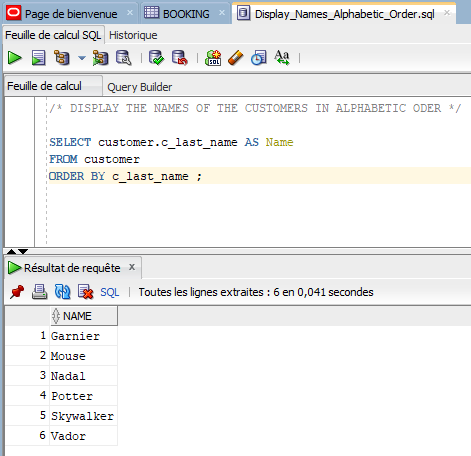 Page de bienvenue BOOKING Display_Names_Alphabetic_Order.sql
Feuille de calcul SQL Historique
SQL Aa
Feuille de calcul Query Builder
/* DISPLAY THE NAMES OF THE CUSTOMERS IN ALPHABETIC ODER */
SELECT customer.c_last_name AS Name
FROM customer
ORDER BY c_last_name ;
Résultat de requête x
SQL Toutes les lignes extraites : 6 en 0,041 secondes
NAME
1 Garnier
2 Mouse
3 Nadal
4 Potter
5 Skywalker
6 Vador